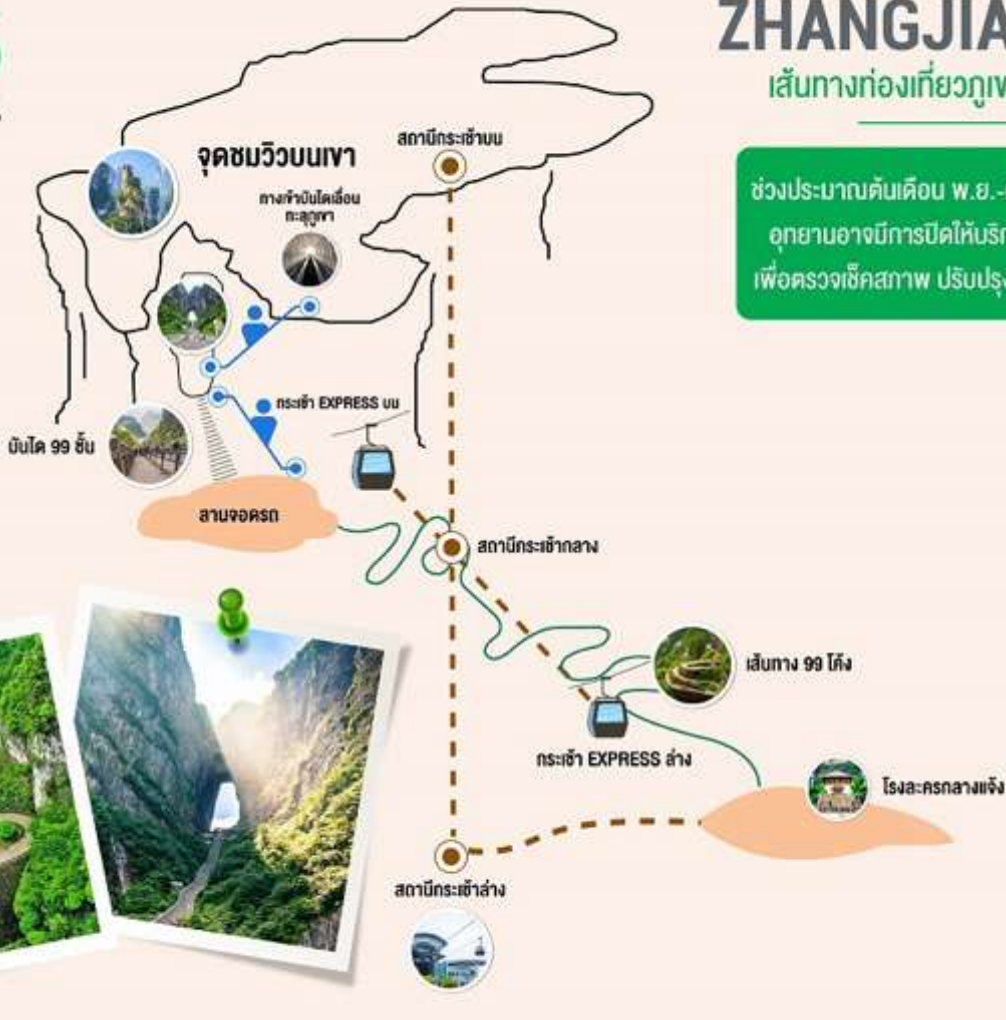 ZHANGJIA
เส้นทางท่องเที่ยวภูเข
ช่วงประมาณต้นเดือน พ.ย.-
อุทยานอาจมีการปิดให้บริก
เพื่อตรวจเช็คสภาพ ปรับปรุง
สถานีกระเช้าบน
จุดชมวิวบนเขา
ทางเข้าบันไดเลื่อน
ทะลุภูเขา
กระเช้า EXPRESS บน
บันได 99 ขั้น
ลานจอดรถ
สถานีกระเช้ากลาง
เส้นทาง 99 โค้ง
กระเช้า EXPRESS ล่าง
โรงละครกลางแจ้ง
สถานีกระเช้าล่าง